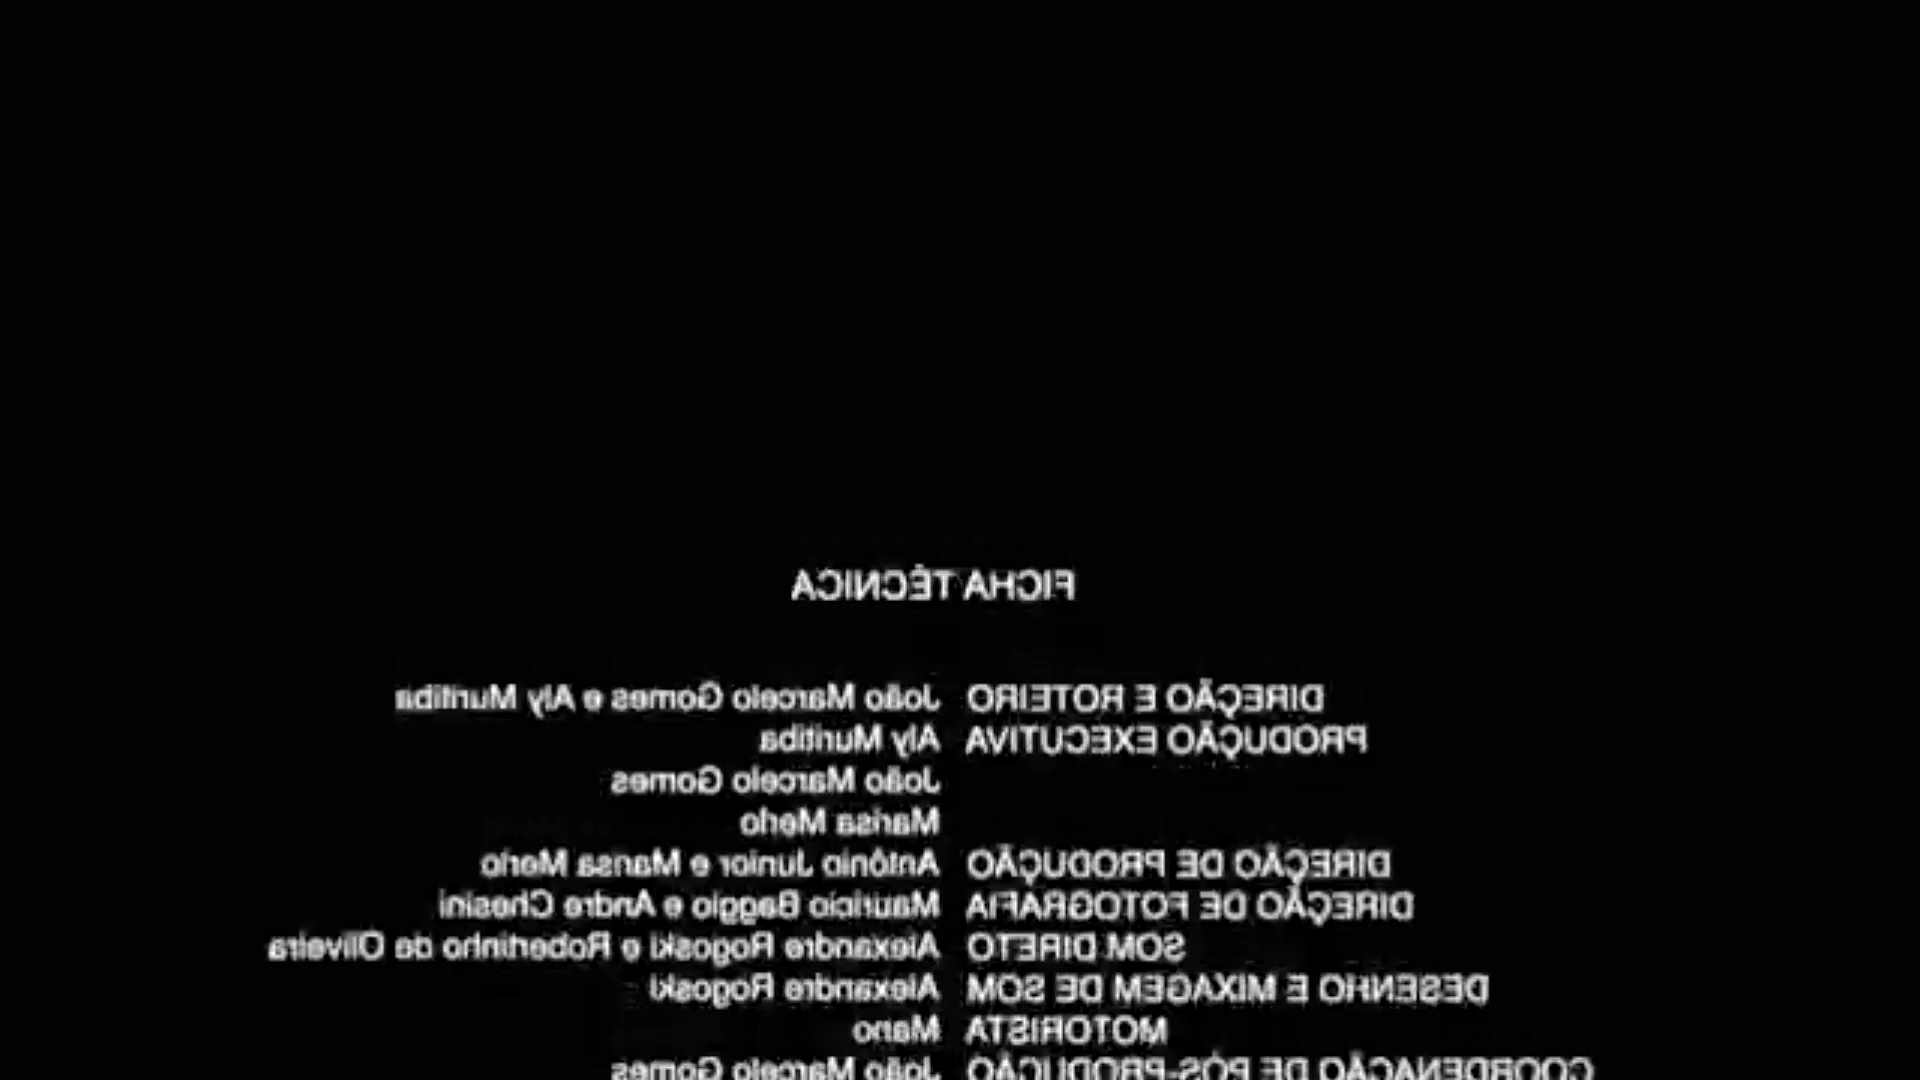 FICHA TÉCNICA
DIREÇÃO E ROTEIRO João Marcelo Gomes e Aly Muritiba
PRODUÇÃO EXECUTIVA Aly Muritiba
João Marcelo Gomes
Marisa Merlo
DIREÇÃO DE PRODUÇÃO Antônio Junior e Marisa Merlo
DIREÇÃO DE FOTOGRAFIA Maurício Baggio e Andre Chesini
SOM DIRETO Alexandre Rogoski e Robertinho de Oliveira
DESENHO E MIXAGEM DE SOM Alexandre Rogoski
MOTORISTA Mano
COORDENAÇÃO DE PÓS-PRODUÇÃO João Marcelo Gomes